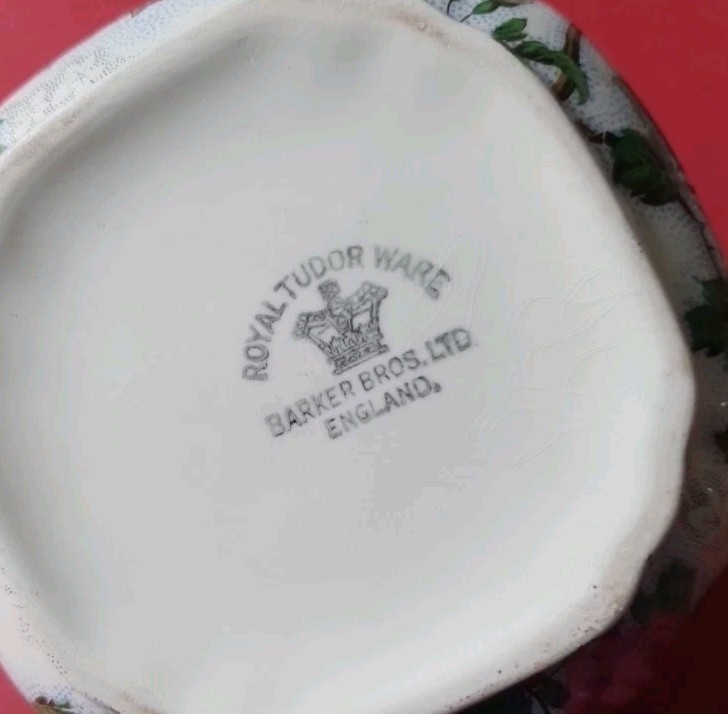 ROYAL TUDOR WARE
BARKER BROS. LTD
ENGLAND.